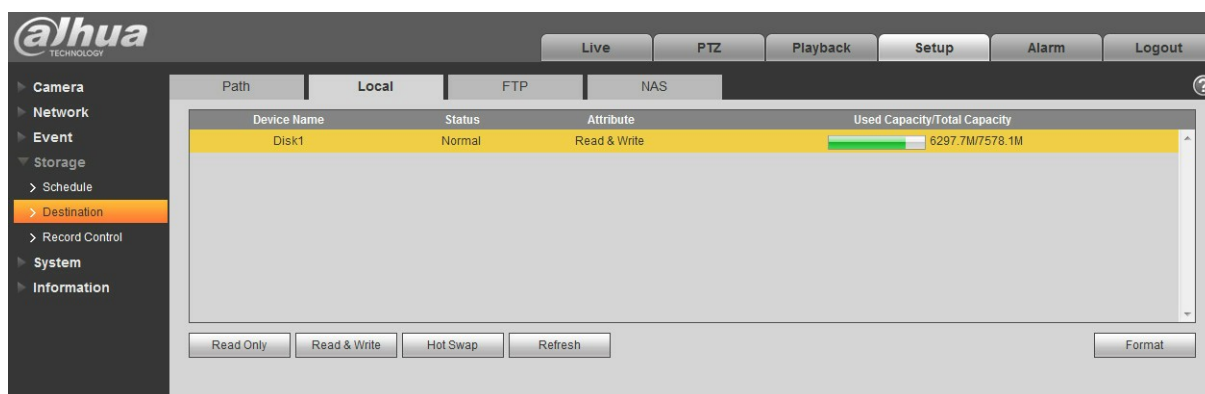 alhua
TECHNOLOGY
Live PTZ Playback Setup Alarm Logout
Camera
Network
Event
Storage
Schedule
Destination
Record Control
System
Information
Path Local FTP NAS
?
Device Name Status Attribute Used Capacity/Total Capacity
Disk1 Normal Read & Write 6297.7M/7578.1M
Read Only Read & Write Hot Swap Refresh Format